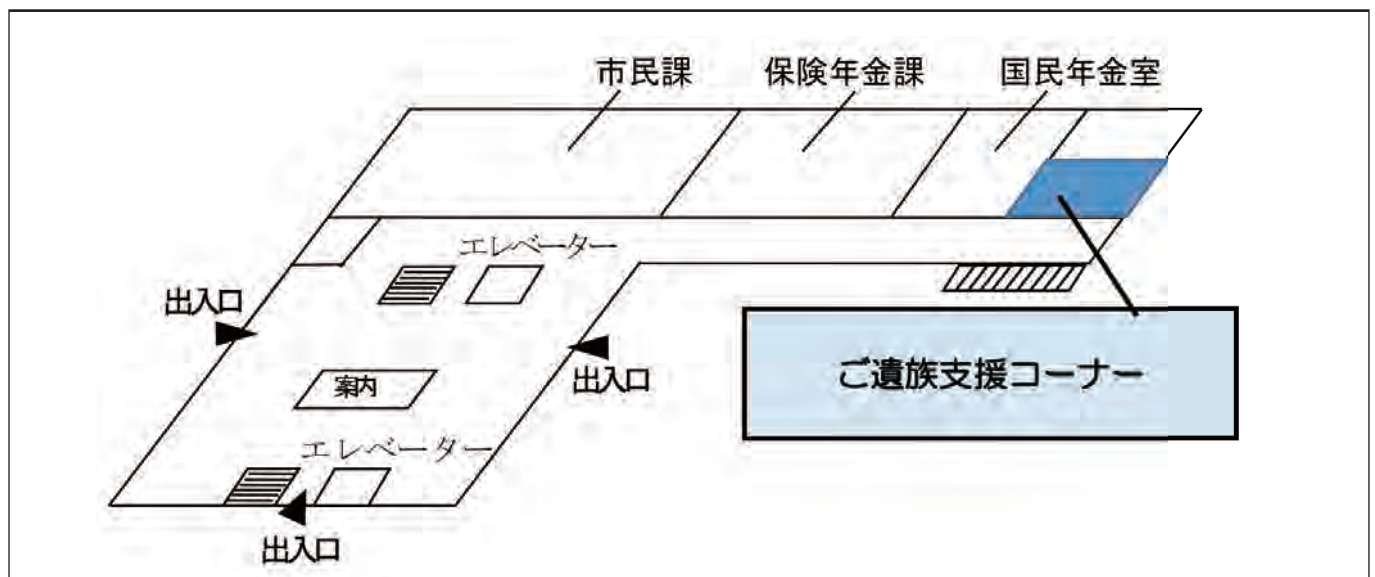 市民課
保険年金課
国民年金室
エレベーター
出入口
出入口
ご遺族支援コーナー
案内
エレベーター
出入口